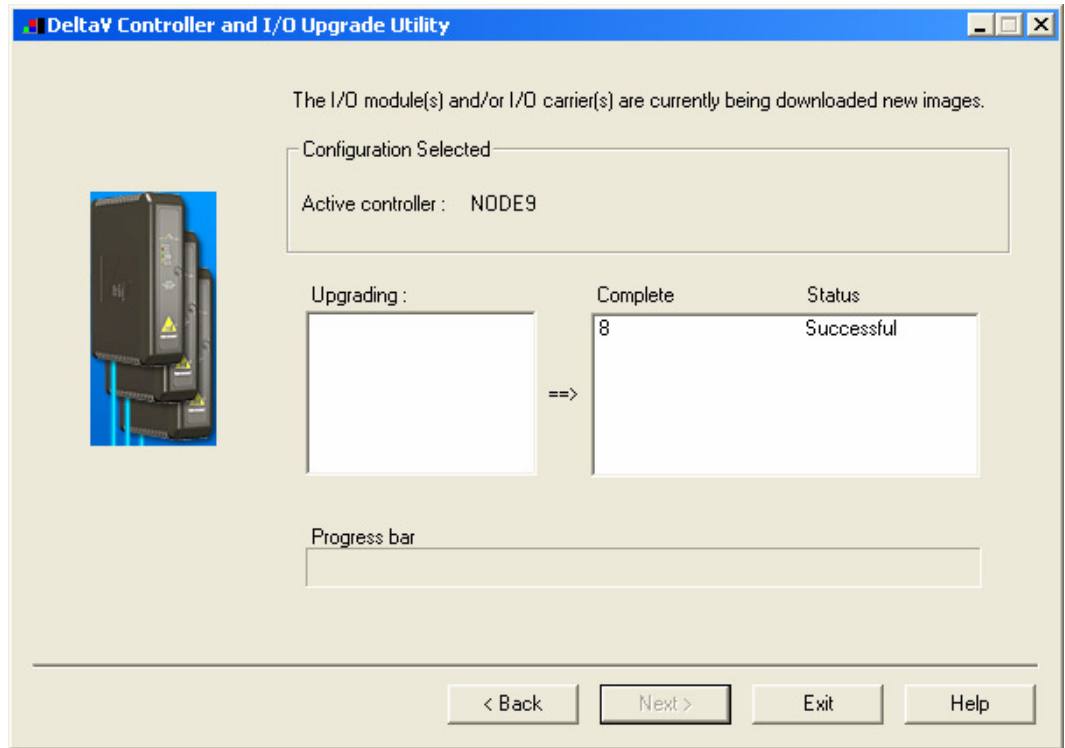 DeltaV Controller and I/O Upgrade Utility
The I/O module(s) and/or I/O carrier(s) are currently being downloaded new images.
Configuration Selected
Active controller : NODE9
Upgrading : Complete Status
8 Successful
==>
Progress bar
< Back Next > Exit Help